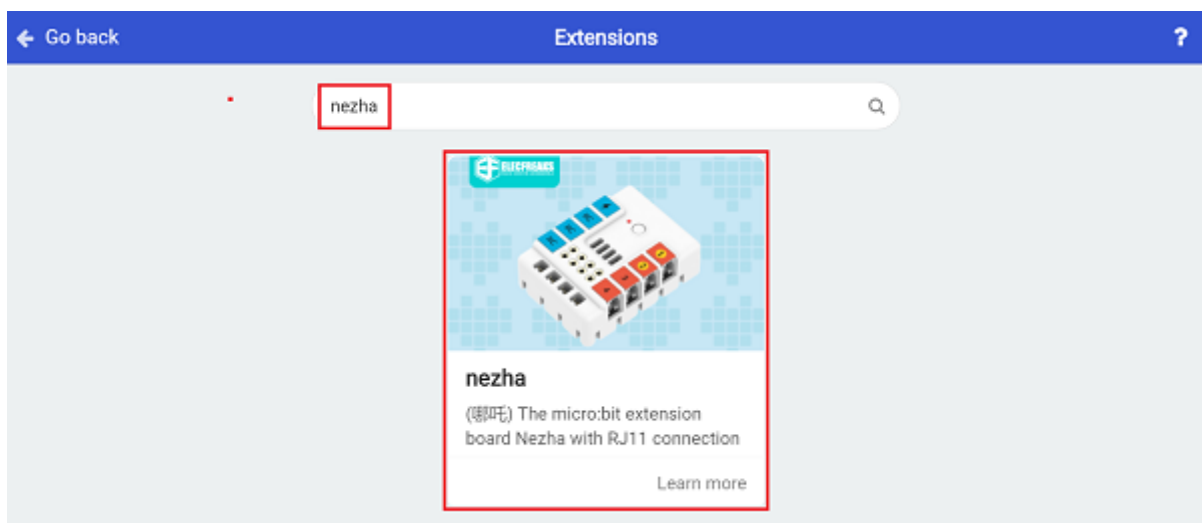 Go back
Extensions
?
nezha
ELECFREAKS
nezha
(哪吒) The micro:bit extension
board Nezha with RJ11 connection
Learn more